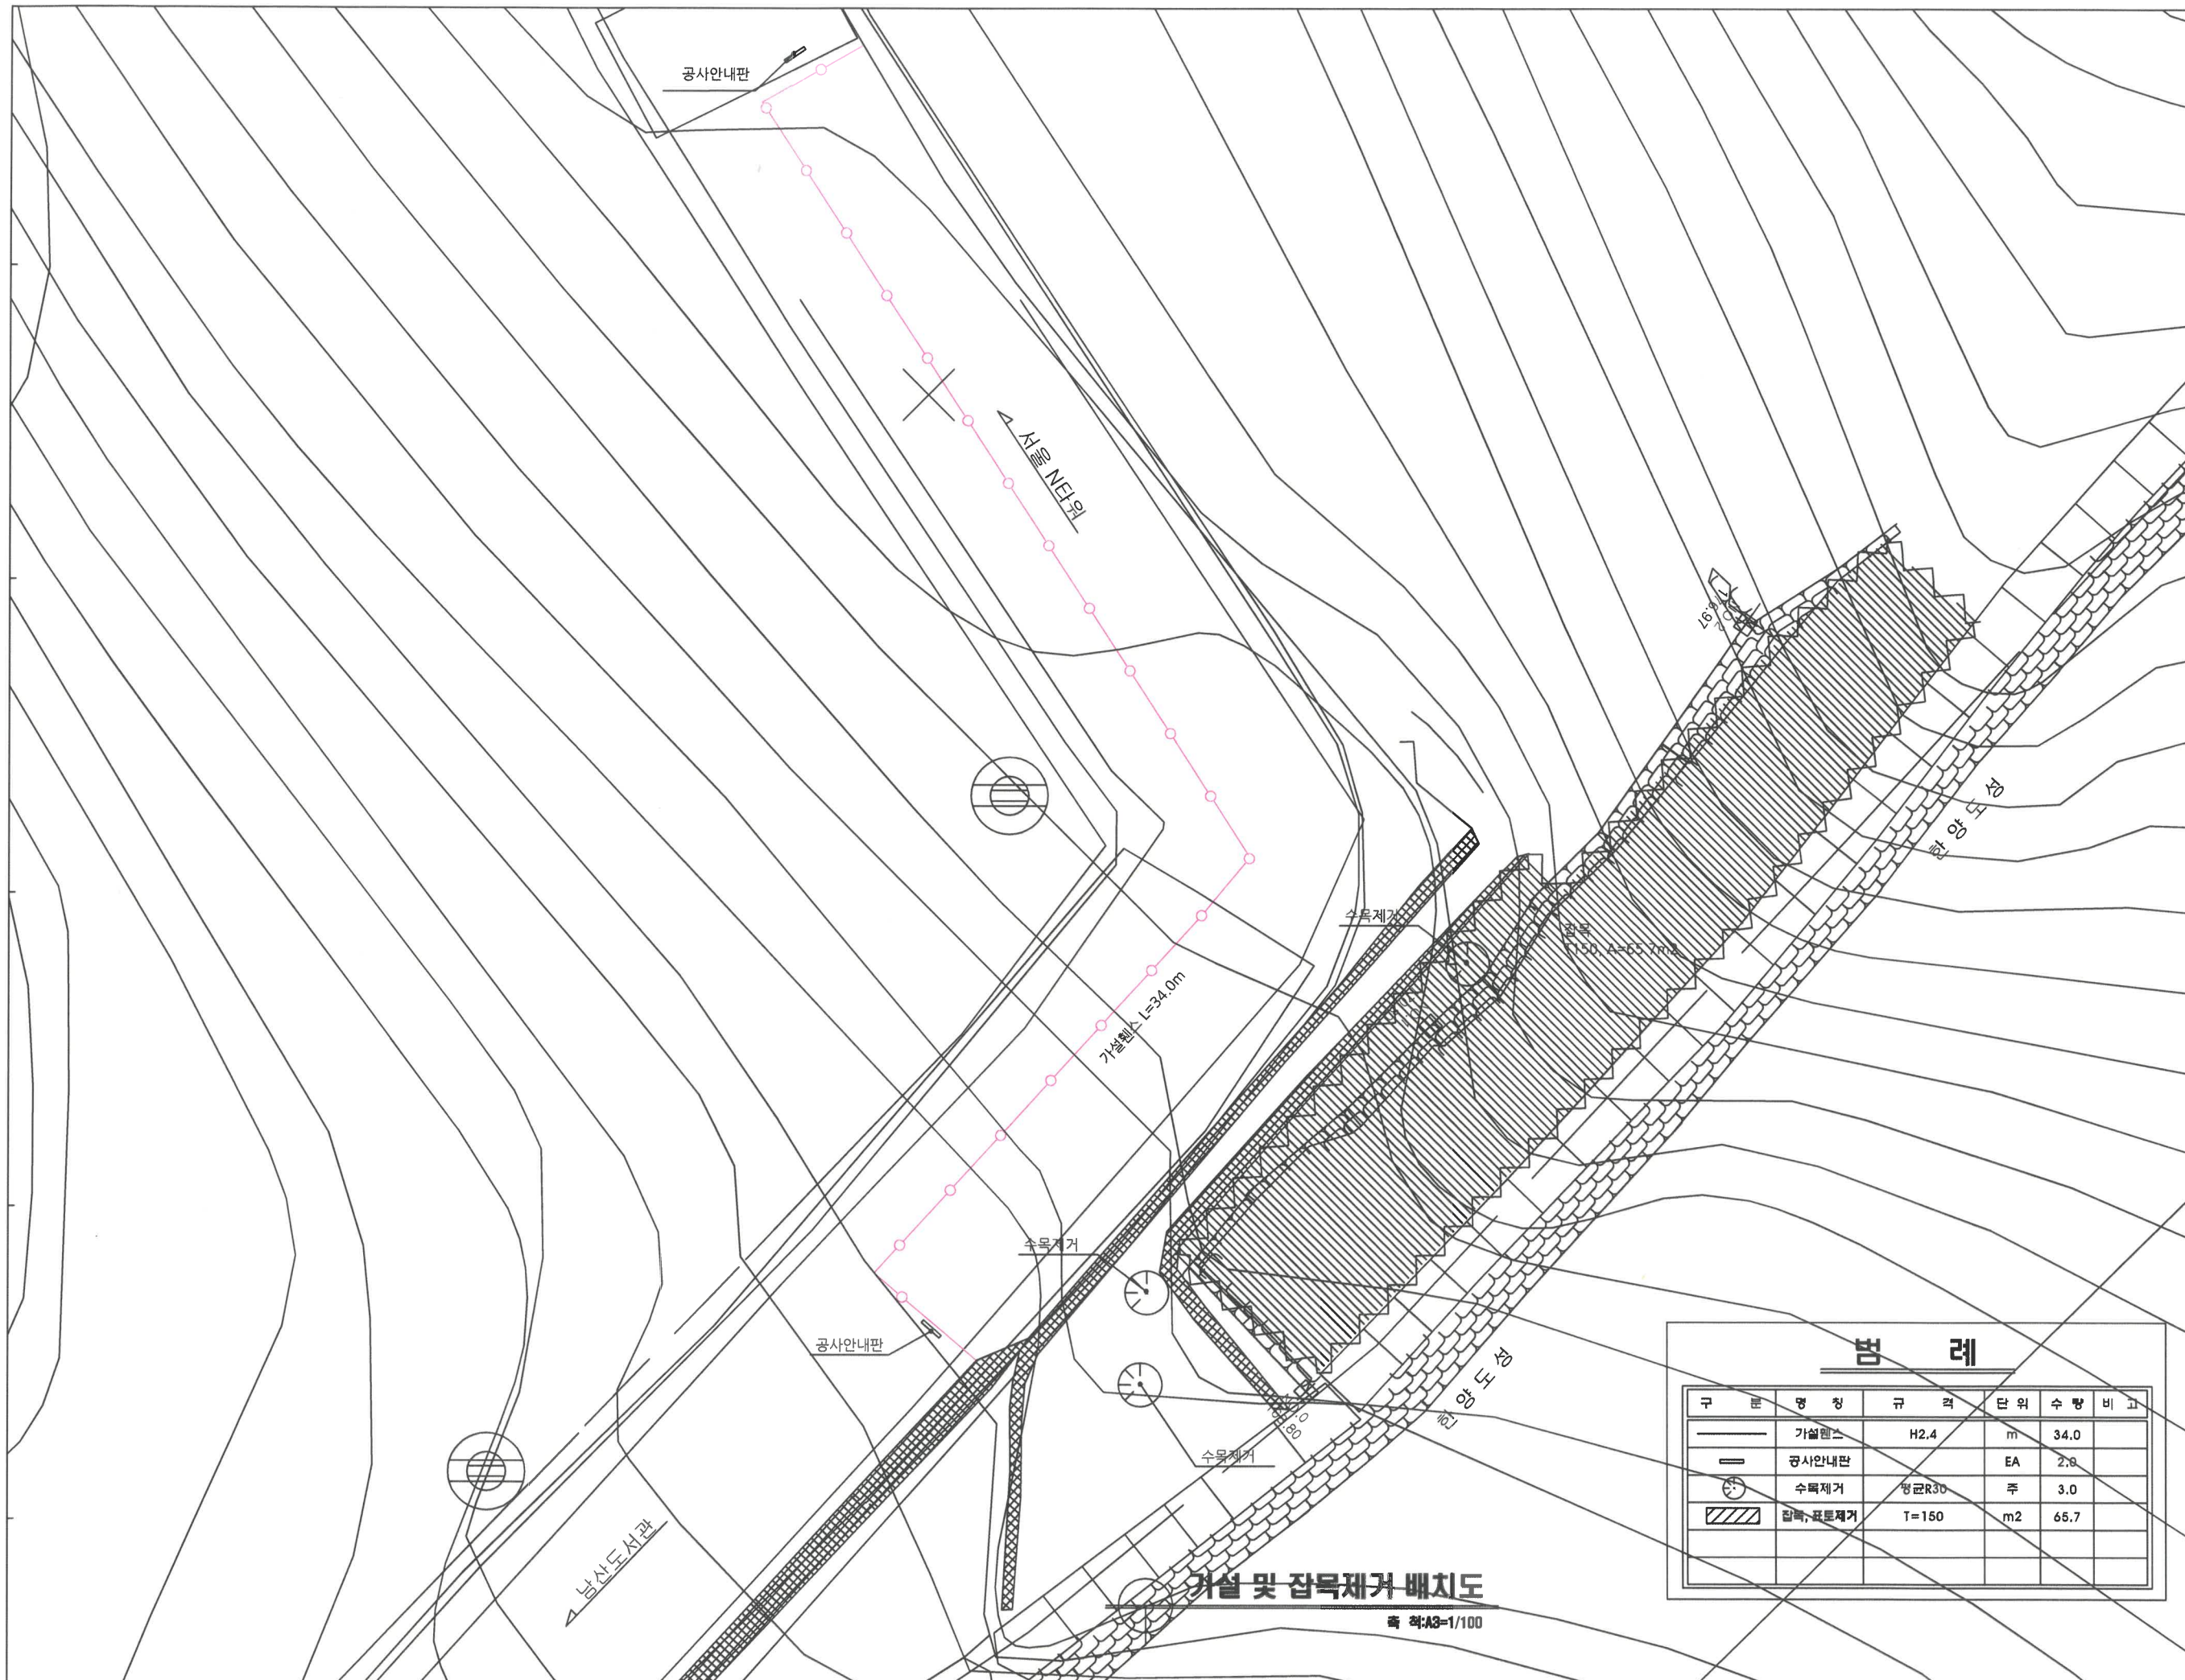 공사안내판
서울 N타워
176.97
한양도성
수목제거
잡목
T150, A=65.7m2
가설휀스 L=34.0m
수목제거
공사안내판
한양도성
수목제거
남산도서관
범 례
구 분 명 칭 규 격 단 위 수 량 비 고
가설휀스 H2.4 m 34.0
공사안내판 EA 2.0
수목제거 평균R30 주 3.0
잡목, 표토제거 T=150 m2 65.7
가설 및 잡목제거 배치도
축 척:A3=1/100